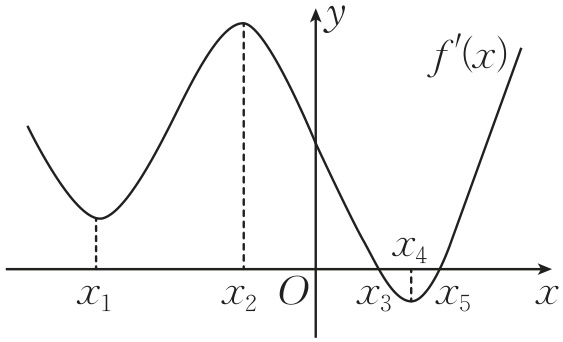 y
f′(x)
x₄
x₁ x₂ O x₃ x₅ x